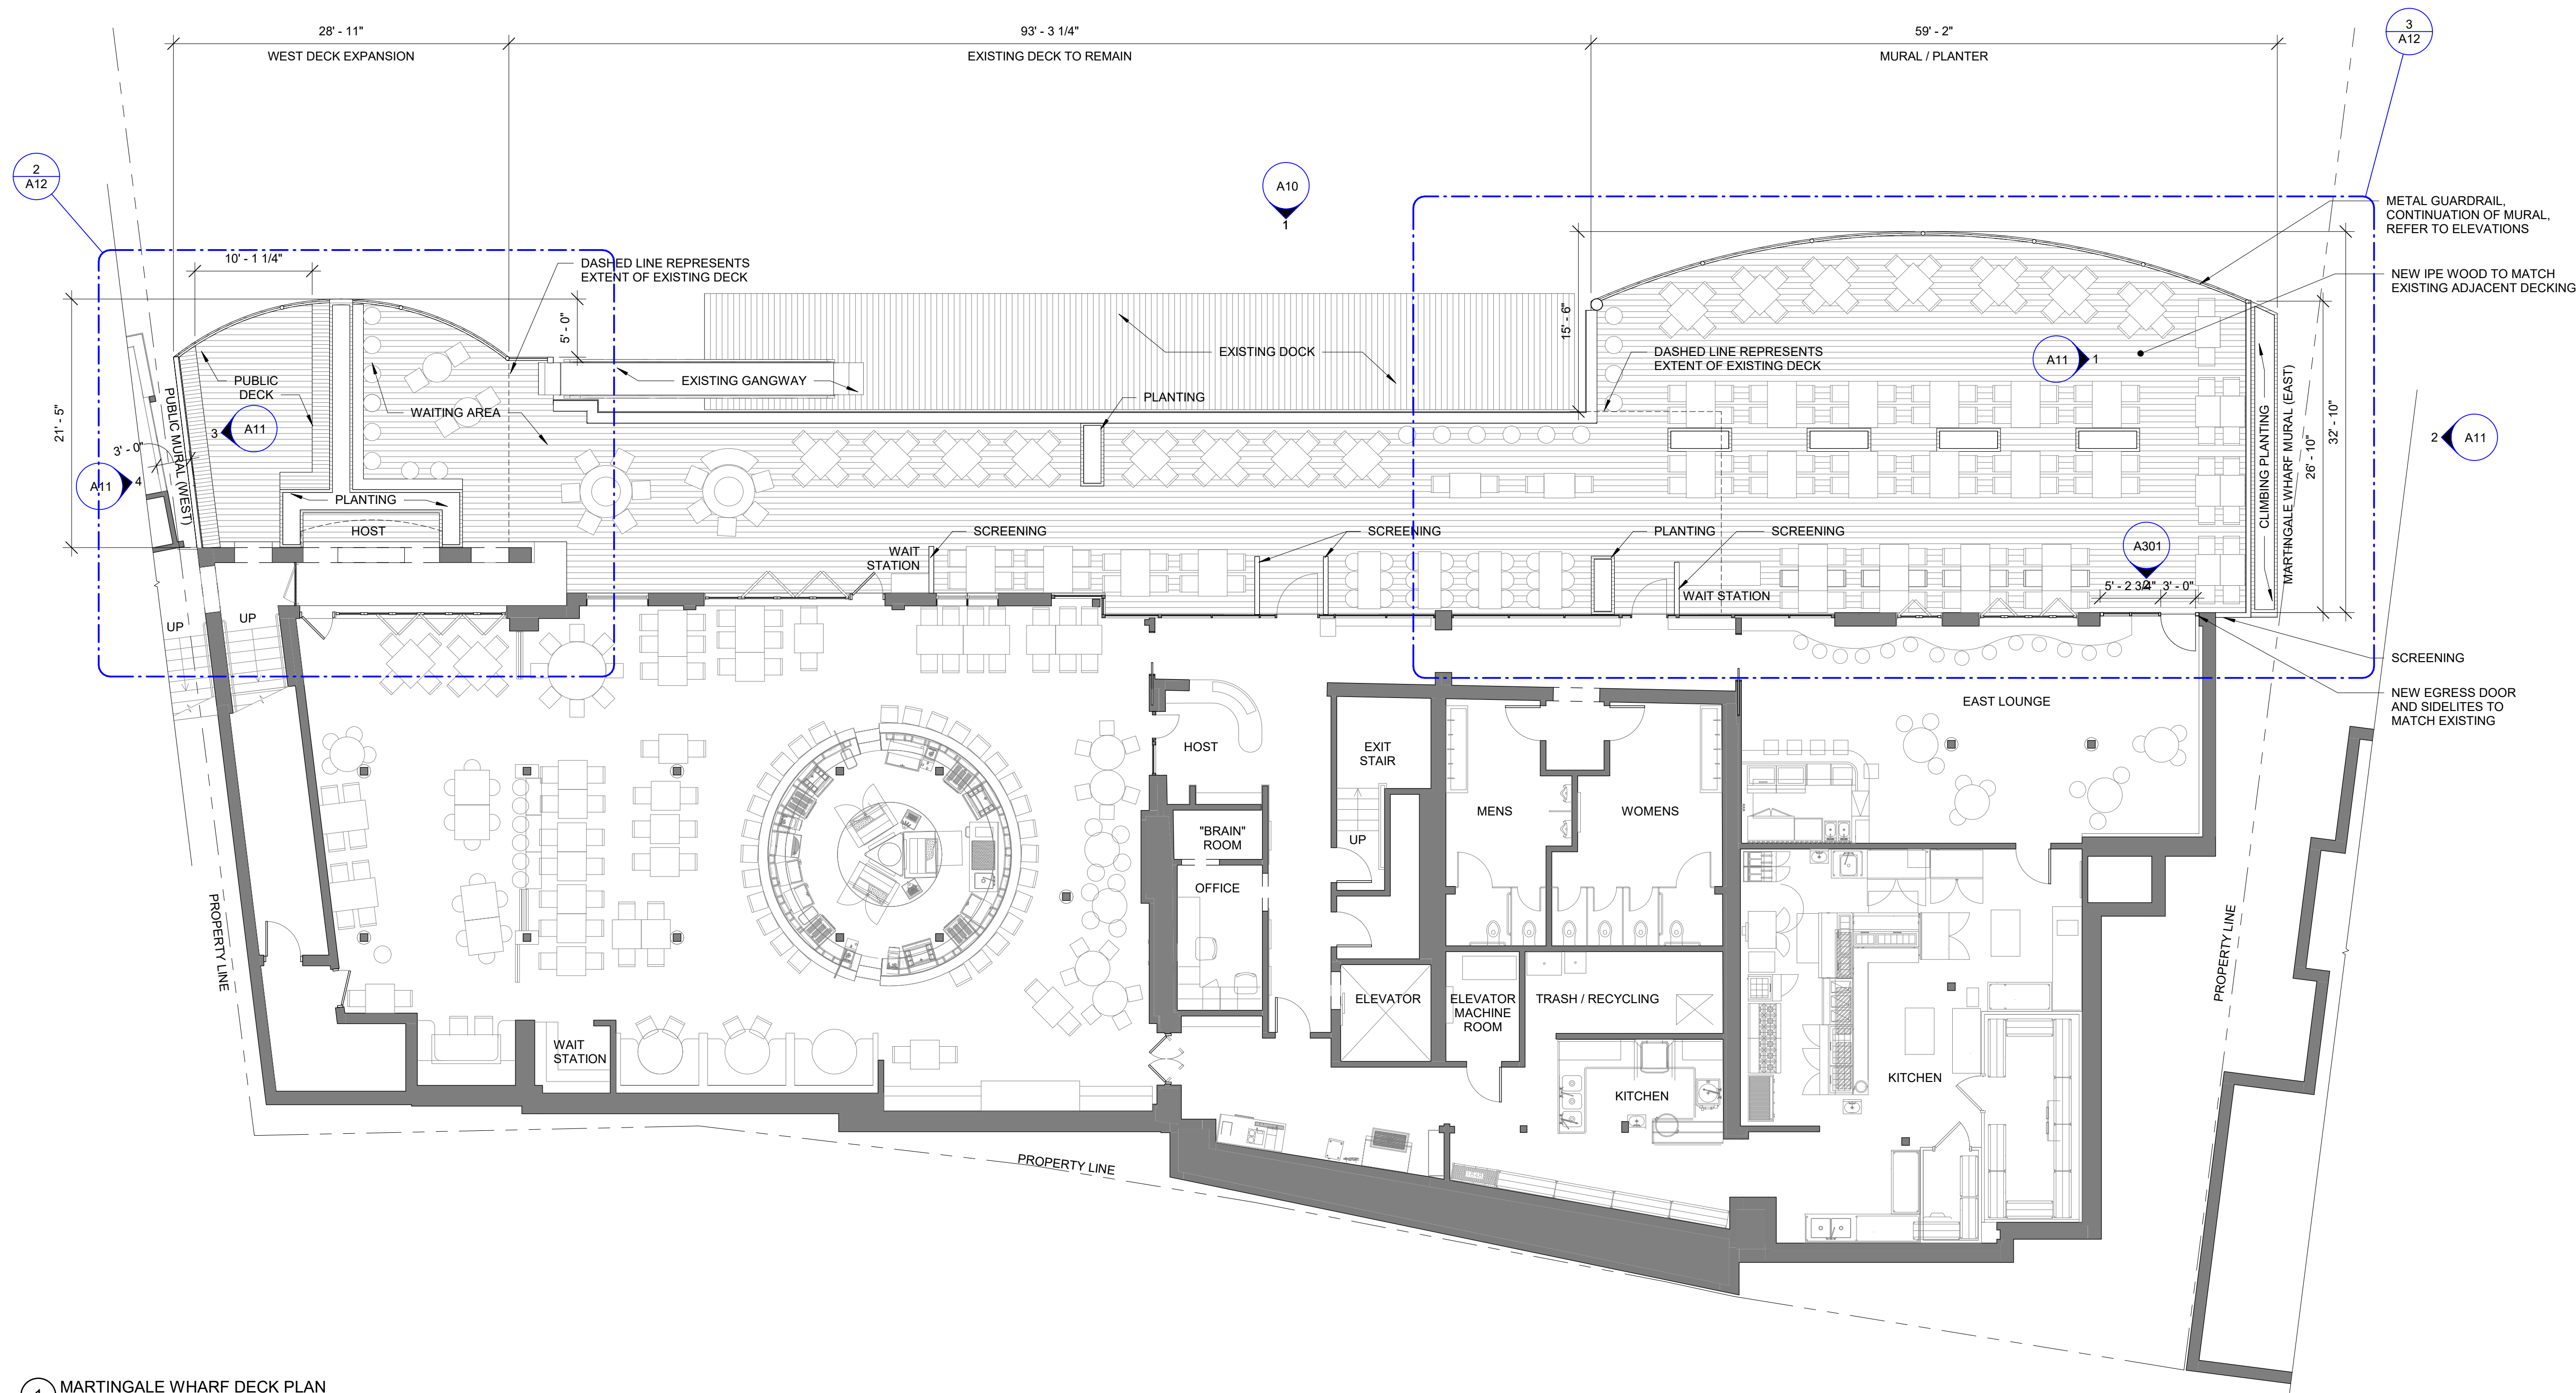 28' - 11"
93' - 3 1/4"
59' - 2"
WEST DECK EXPANSION
EXISTING DECK TO REMAIN
MURAL / PLANTER
3
A12
2
A12
A10
1
METAL GUARDRAIL,
CONTINUATION OF MURAL,
REFER TO ELEVATIONS
10' - 1 1/4"
DASHED LINE REPRESENTS
EXTENT OF EXISTING DECK
NEW IPE WOOD TO MATCH
EXISTING ADJACENT DECKING
5' - 0"
15' - 6"
EXISTING DOCK
DASHED LINE REPRESENTS
EXTENT OF EXISTING DECK
A11
1
PUBLIC
DECK
EXISTING GANGWAY
PLANTING
WAITING AREA
21' - 5"
PUBLIC MURAL (WEST)
3
A11
3' - 0"
A11
4
2
A11
CLIMBING PLANTING
MARTINGALE WHARF MURAL (EAST)
26' - 10"
32' - 10"
PLANTING
HOST
SCREENING
SCREENING
PLANTING
SCREENING
WAIT
STATION
A301
2
5' - 2 3/4"
3' - 0"
WAIT STATION
UP
UP
SCREENING
NEW EGRESS DOOR
AND SIDELITES TO
MATCH EXISTING
EAST LOUNGE
HOST
EXIT
STAIR
MENS
WOMENS
"BRAIN"
ROOM
UP
OFFICE
PROPERTY LINE
PROPERTY LINE
ELEVATOR
ELEVATOR
MACHINE
ROOM
TRASH / RECYCLING
WAIT
STATION
KITCHEN
KITCHEN
PROPERTY LINE
1
MARTINGALE WHARF DECK PLAN